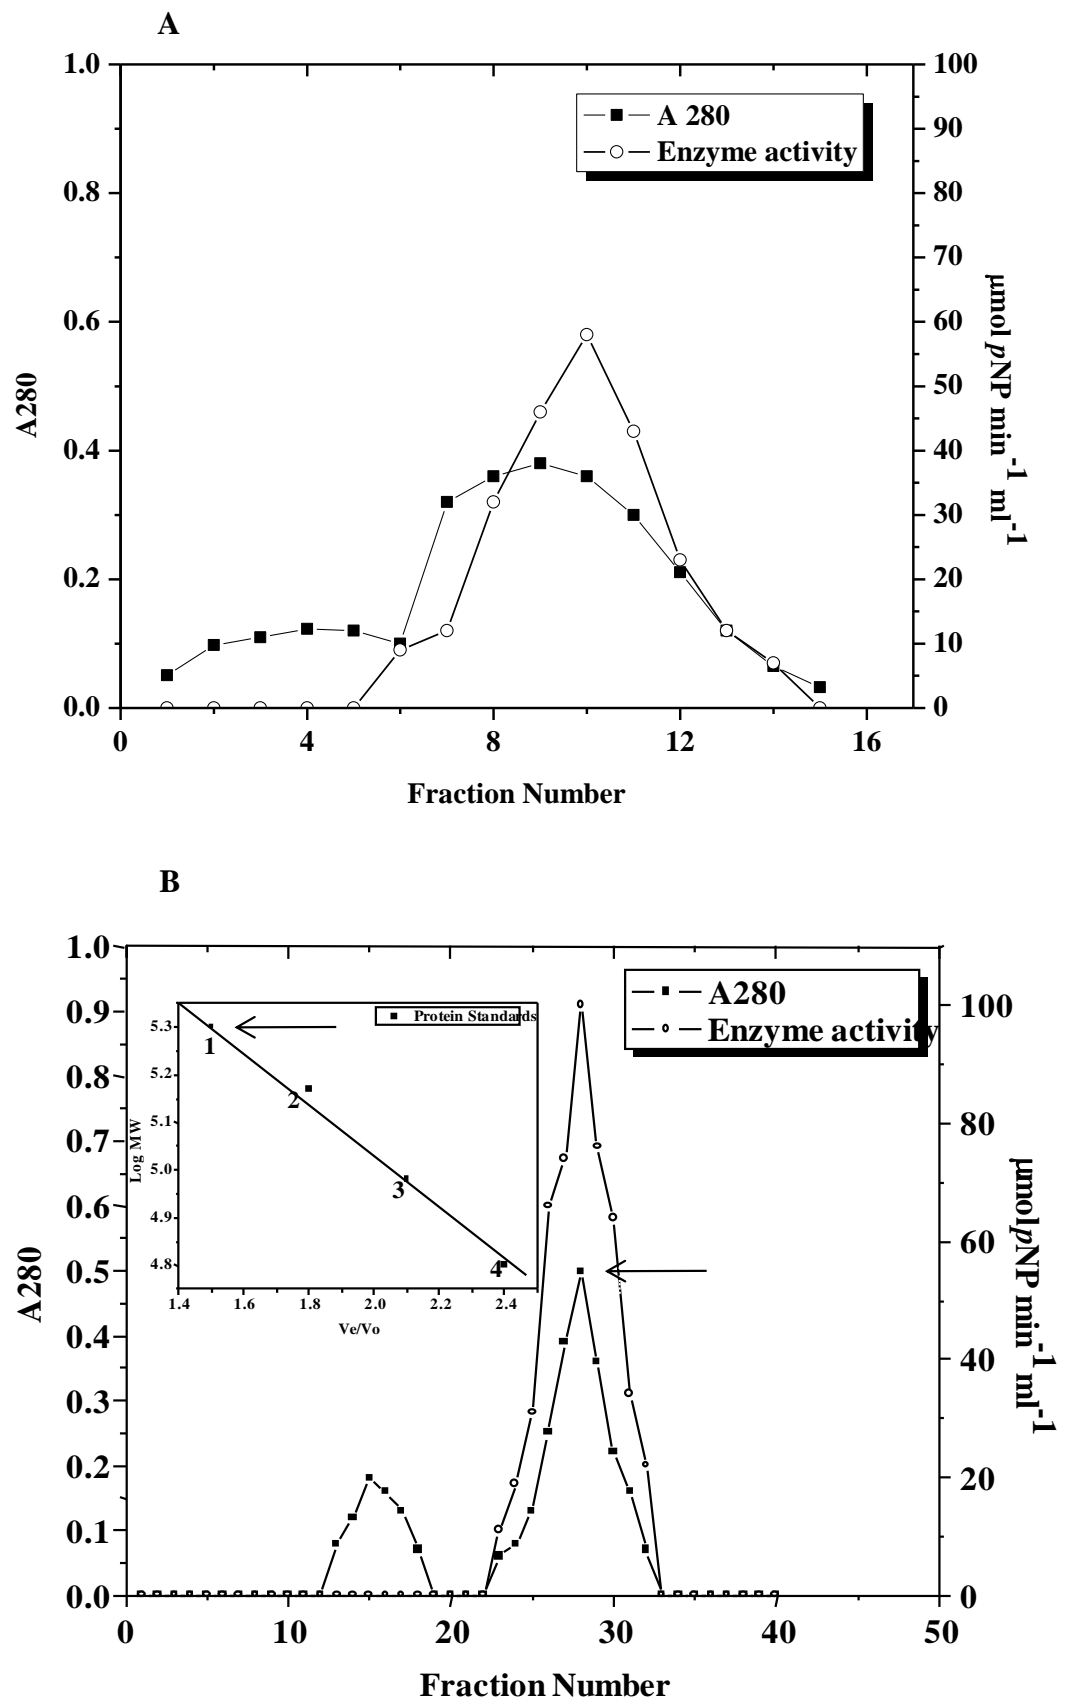 A
1.0
0.8
0.6
0.4
0.2
0.0
A280
100
90
80
70
60
50
40
30
20
10
0
µmol pNP min-1 ml-1
A 280
Enzyme activity
0 4 8 12 16
Fraction Number
B
1.0
0.9
0.8
0.7
0.6
0.5
0.4
0.3
0.2
0.1
0.0
A280
100
80
60
40
20
0
µmolpNP min-1 ml-1
A280
Enzyme activity
Protein Standards
5.3
5.2
5.1
5.0
4.9
4.8
Log MW
1
2
3
4
1.4 1.6 1.8 2.0 2.2 2.4
Ve/Vo
0 10 20 30 40 50
Fraction Number